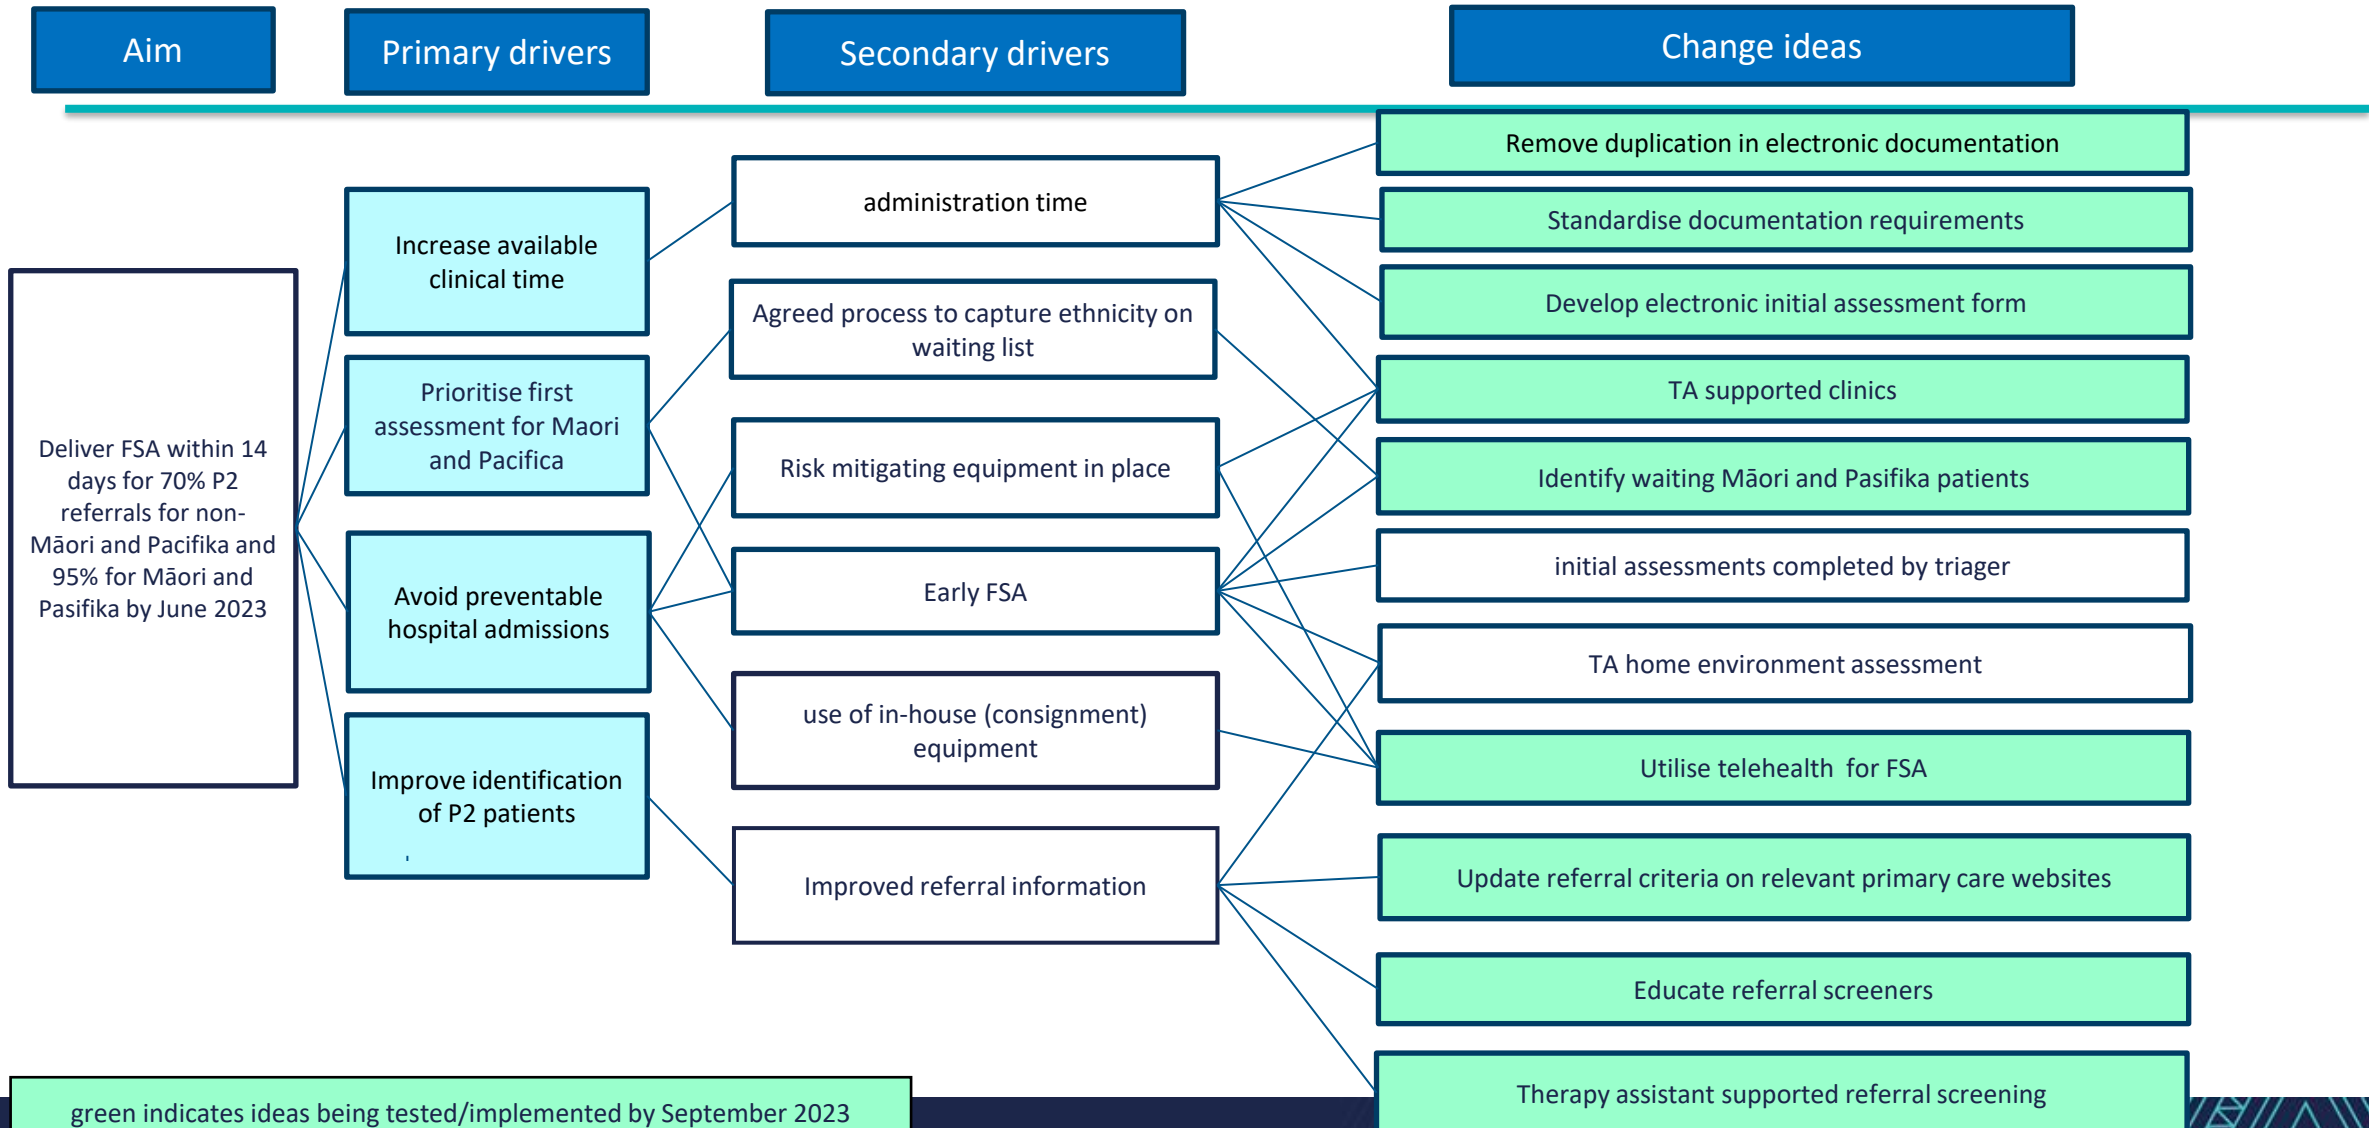 Aim
Primary drivers
Secondary drivers
Change ideas
Deliver FSA within 14
days for 70% P2
referrals for non-
Māori and Pacifika and
95% for Māori and
Pasifika by June 2023
Increase available
clinical time
Prioritise first
assessment for Maori
and Pacifica
Avoid preventable
hospital admissions
Improve identification
of P2 patients
administration time
Agreed process to capture ethnicity on
waiting list
Risk mitigating equipment in place
Early FSA
use of in-house (consignment)
equipment
Improved referral information
Remove duplication in electronic documentation
Standardise documentation requirements
Develop electronic initial assessment form
TA supported clinics
Identify waiting Māori and Pasifika patients
initial assessments completed by triager
TA home environment assessment
Utilise telehealth for FSA
Update referral criteria on relevant primary care websites
Educate referral screeners
Therapy assistant supported referral screening
green indicates ideas being tested/implemented by September 2023